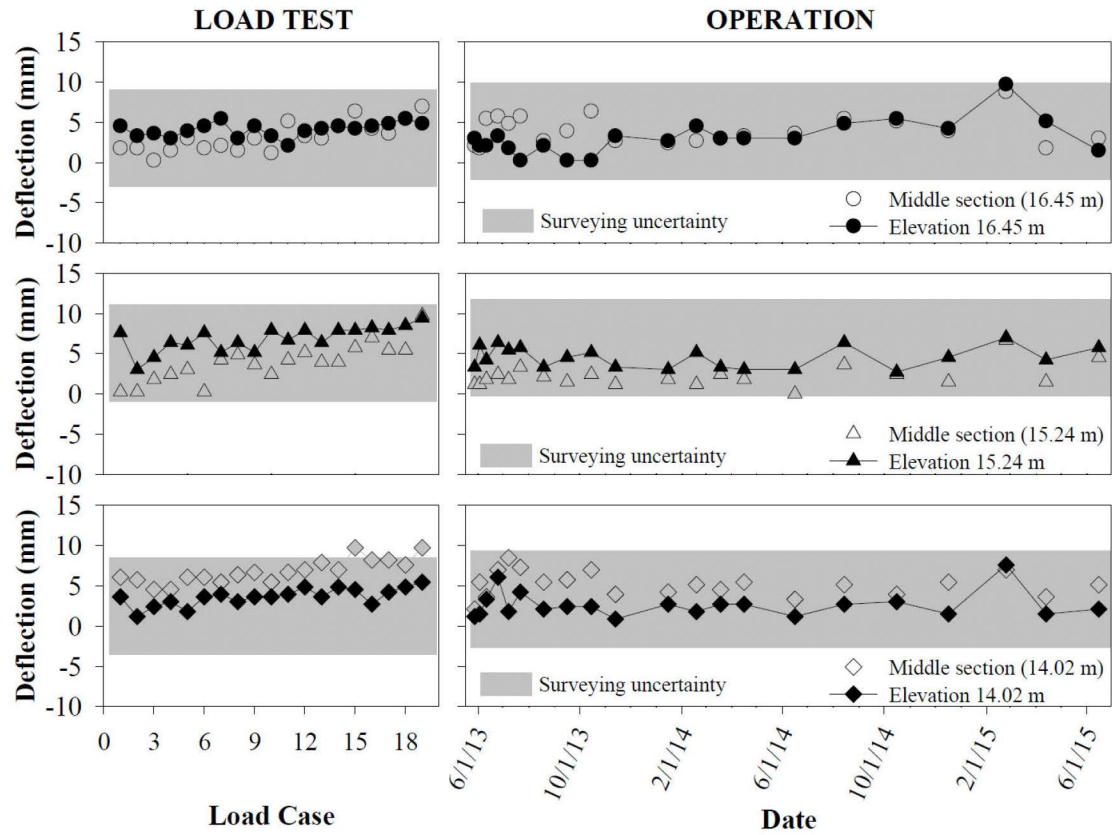 LOAD TEST
OPERATION
Deflection (mm)
15
10
5
0
-5
-10
Surveying uncertainty
Middle section (16.45 m)
Elevation 16.45 m
Deflection (mm)
15
10
5
0
-5
-10
Surveying uncertainty
Middle section (15.24 m)
Elevation 15.24 m
Deflection (mm)
15
10
5
0
-5
-10
Surveying uncertainty
Middle section (14.02 m)
Elevation 14.02 m
0 3 6 9 12 15 18
6/1/13 10/1/13 2/1/14 6/1/14 10/1/14 2/1/15 6/1/15
Load Case
Date